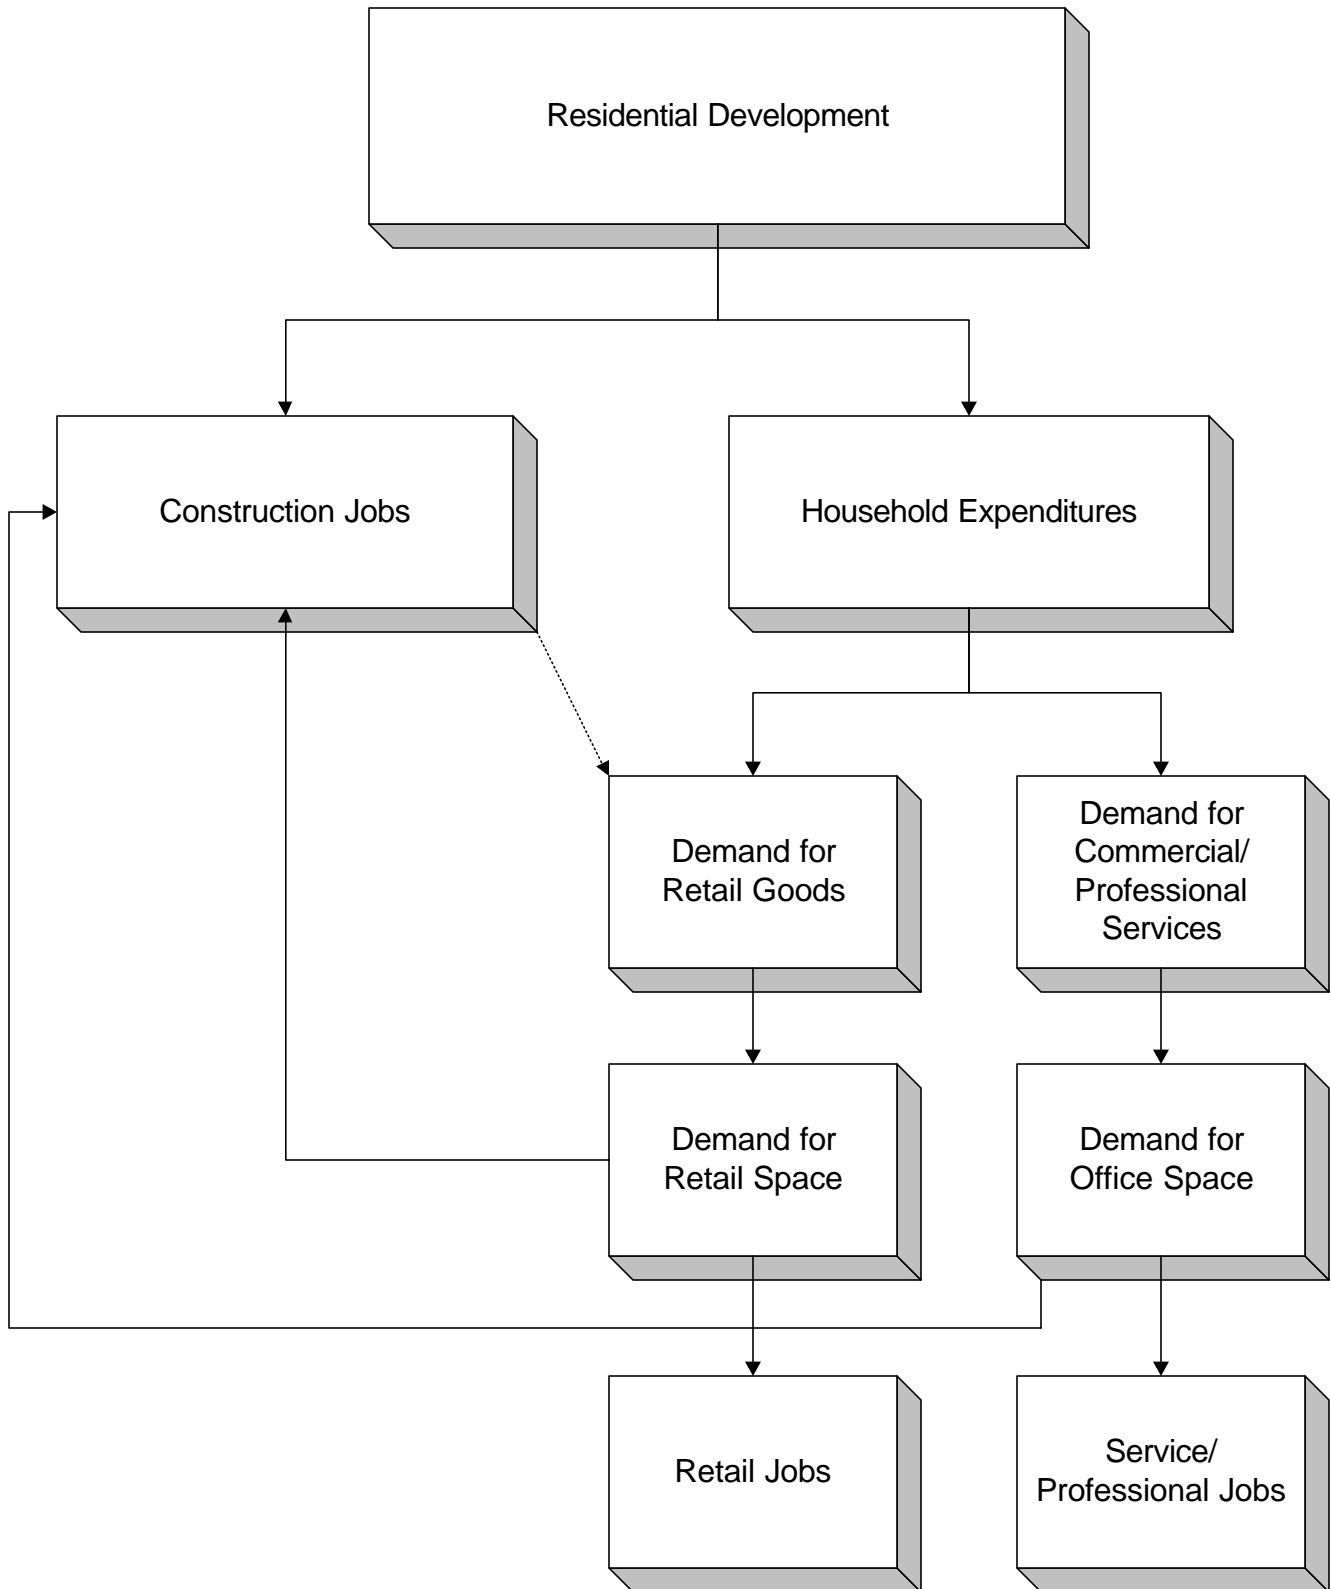 Residential Development
Construction Jobs
Household Expenditures
Demand for
Retail Goods
Demand for
Commercial/
Professional
Services
Demand for
Retail Space
Demand for
Office Space
Retail Jobs
Service/
Professional Jobs